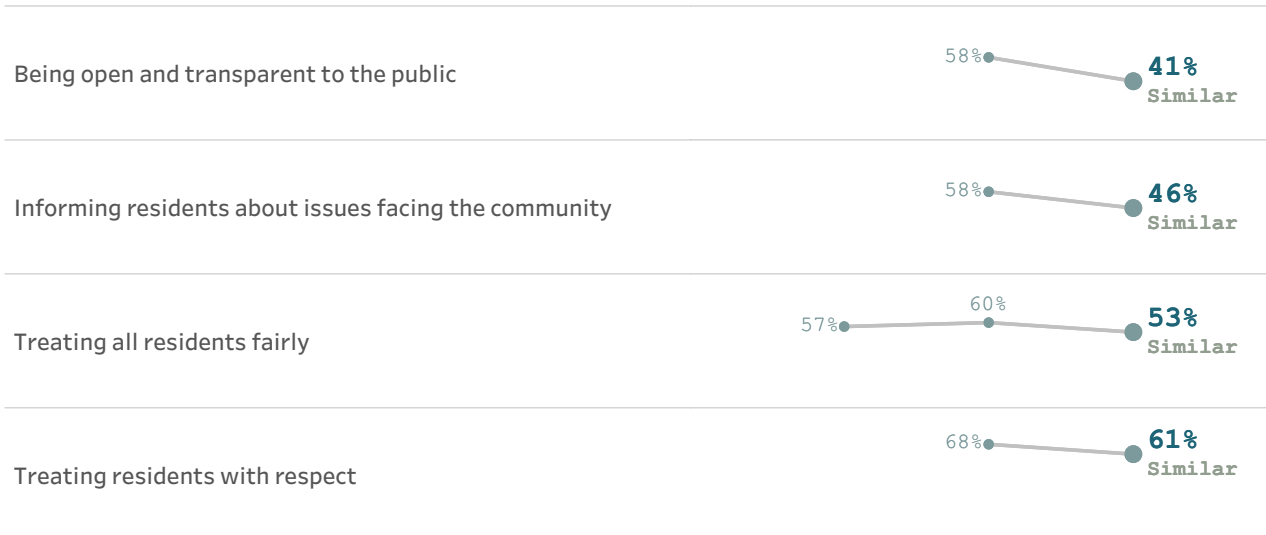 Being open and transparent to the public
58%
41%
Similar
Informing residents about issues facing the community
58%
46%
Similar
Treating all residents fairly
57%
60%
53%
Similar
Treating residents with respect
68%
61%
Similar